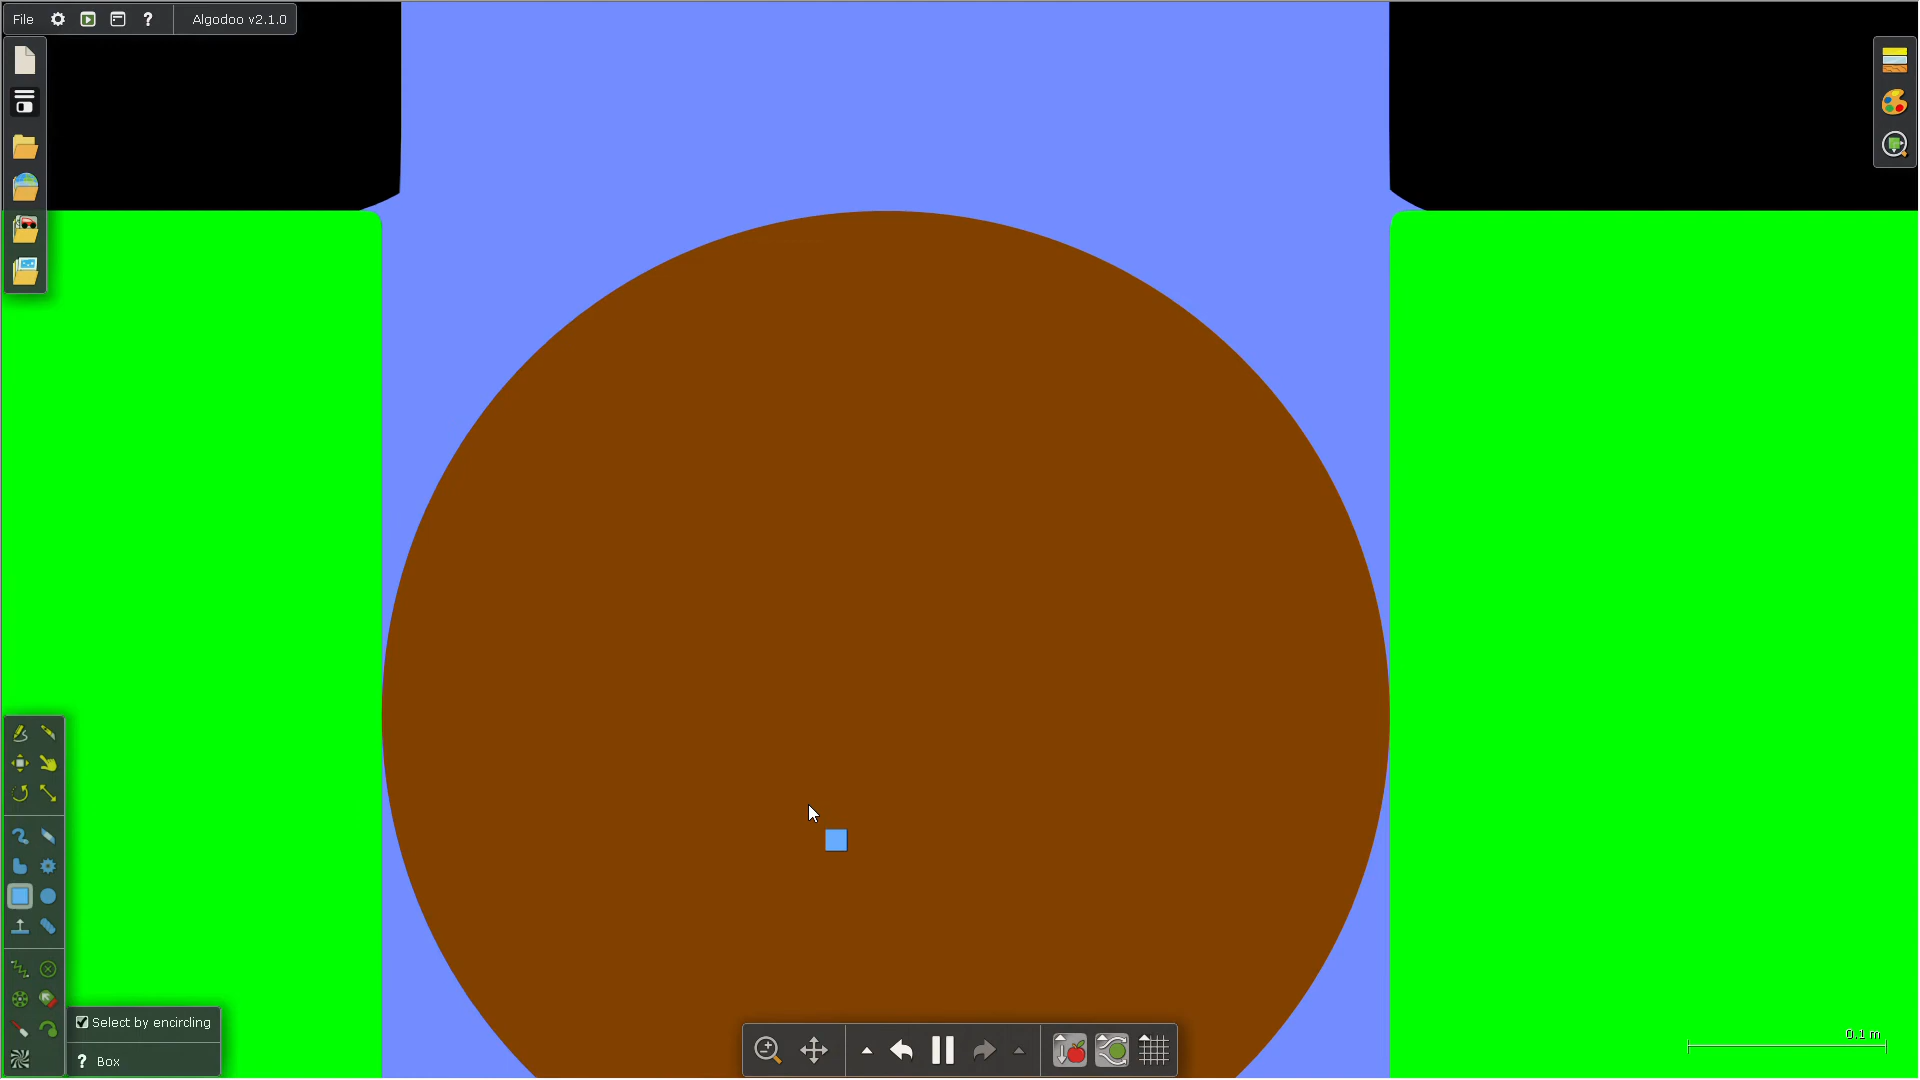 File ? Algodoo v2.1.0
Select by encircling
? Box
0.1 m